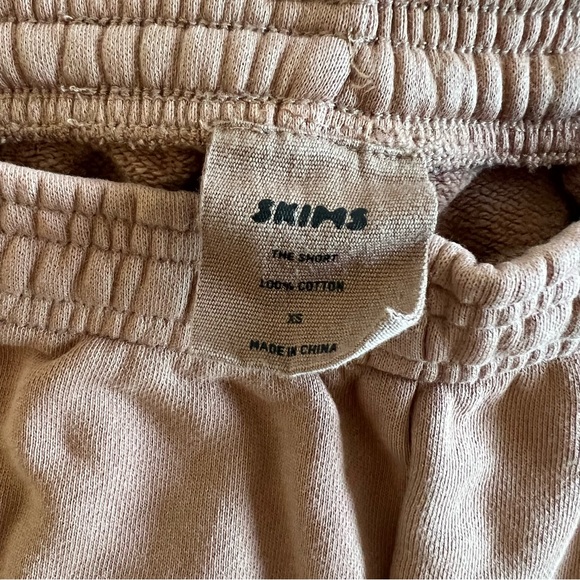 SKIMS
THE SHORT
100% COTTON
XS
MADE IN CHINA